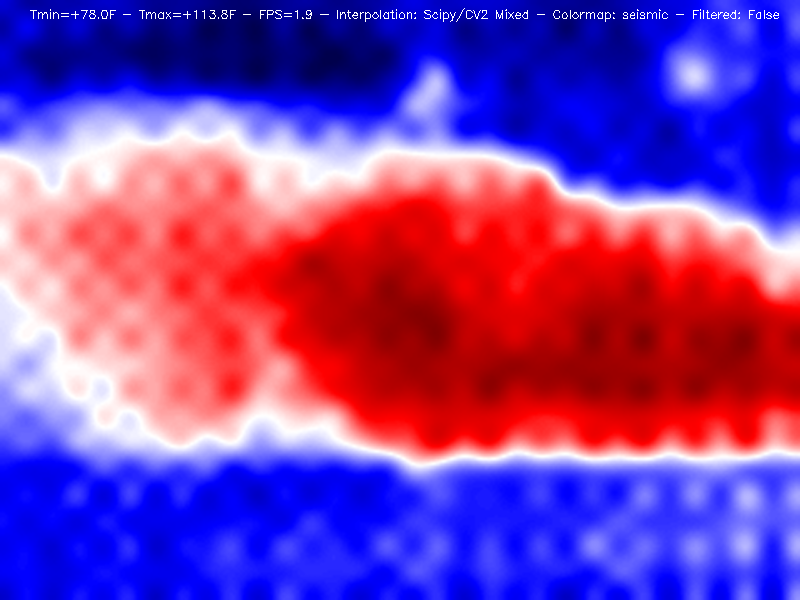 Tmin=+78.0F – Tmax=+113.8F – FPS=1.9 – Interpolation: Scipy/CV2 Mixed – Colormap: seismic – Filtered: False